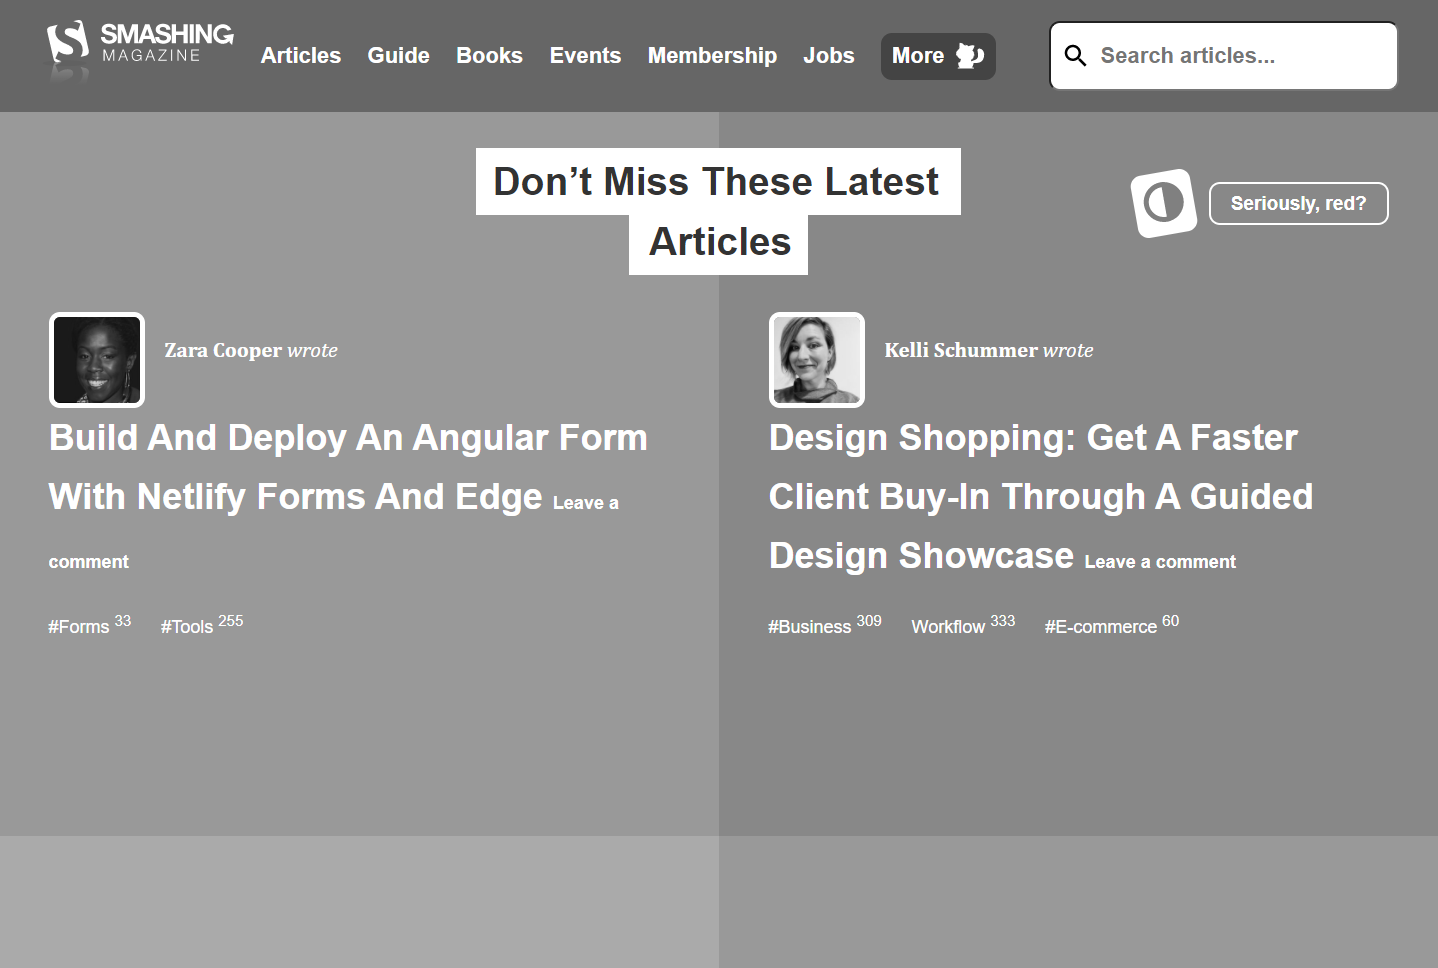 SMASHING
MAGAZINE
Articles Guide Books Events Membership Jobs More Search articles...
Don’t Miss These Latest
Articles
Seriously, red?
Zara Cooper wrote
Build And Deploy An Angular Form
With Netlify Forms And Edge Leave a
comment
#Forms 33 #Tools 255
Kelli Schummer wrote
Design Shopping: Get A Faster
Client Buy-In Through A Guided
Design Showcase Leave a comment
#Business 309 Workflow 333 #E-commerce 60